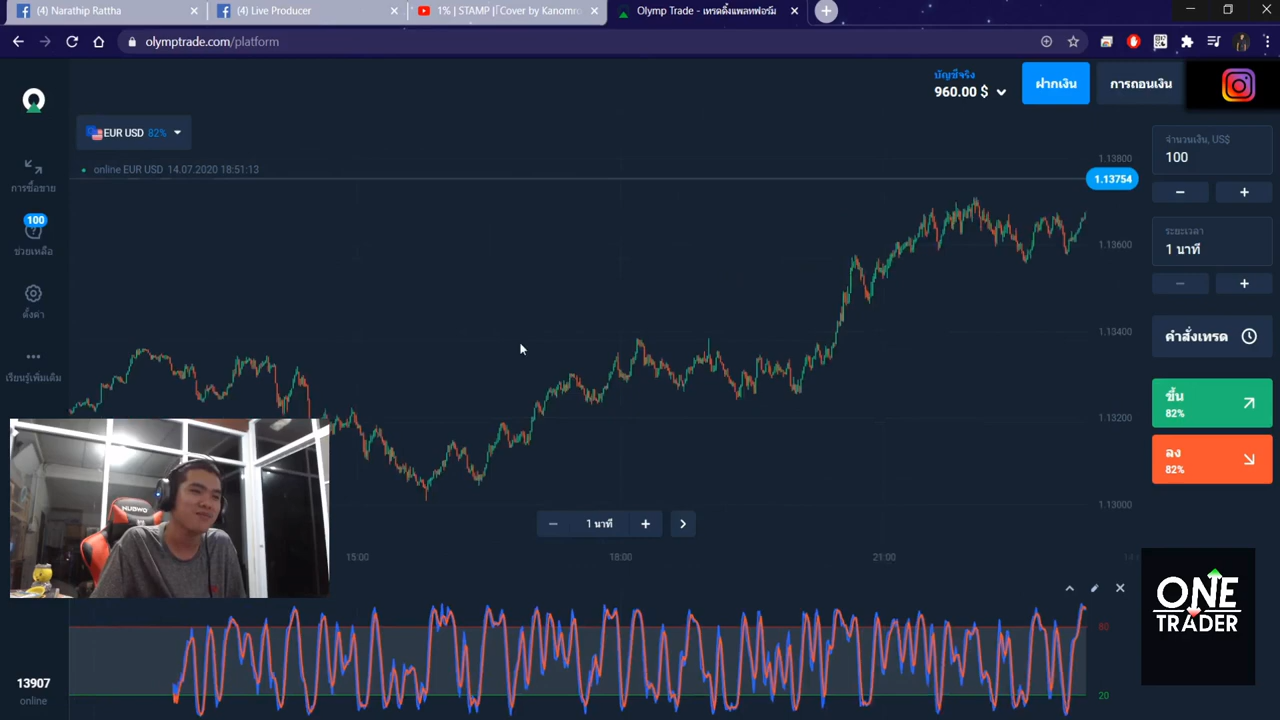 (4) Narathip Rattha
(4) Live Producer
1% | STAMP | 「Cover by Kanomro
Olymp Trade - เทรดดิ้งแพลทฟอร์ม
olymptrade.com/platform
บัญชีจริง
960.00 $
ฝากเงิน
การถอนเงิน
EUR USD 82%
online EUR USD 14.07.2020 18:51:13
การซื้อขาย
100
ช่วยเหลือ
ตั้งค่า
เรียนรู้เพิ่มเติม
1.13800
1.13754
1.13600
1.13400
1.13200
1.13000
จำนวนเงิน, US$
100
ระยะเวลา
1 นาที
คำสั่งเทรด
ขึ้น
82%
ลง
82%
1 นาที
15:00
18:00
21:00
80
20
ONE
TRADER
13907
online